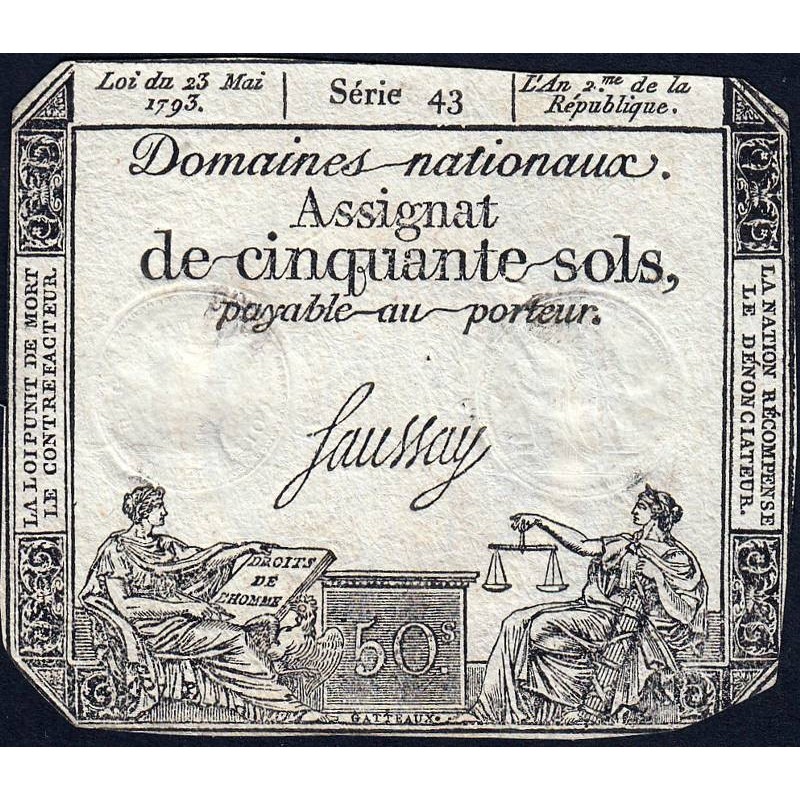 Loi du 23 Mai
1793.
Série 43
L'An 2.me de la
République.
Domaines nationaux.
Assignat
de cinquante sols,
payable au porteur.
Saussay
LA LOI PUNIT DE MORT
LE CONTREFACTEUR.
LA NATION RÉCOMPENSE
LE DÉNONCIATEUR.
DROITS
DE
L'HOMME
50.s
GATTEAUX.